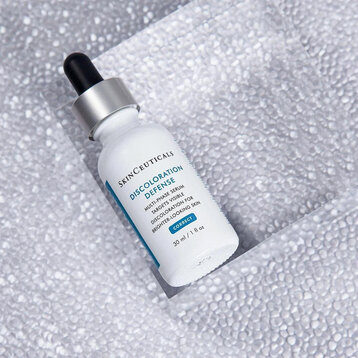 SKINCEUTICALS
DISCOLORATION
DEFENSE
MULTI-PHASE SERUM
TARGETS VISIBLE
DISCOLORATION FOR
BRIGHTER-LOOKING SKIN
CORRECT
30 ml / 1 fl oz